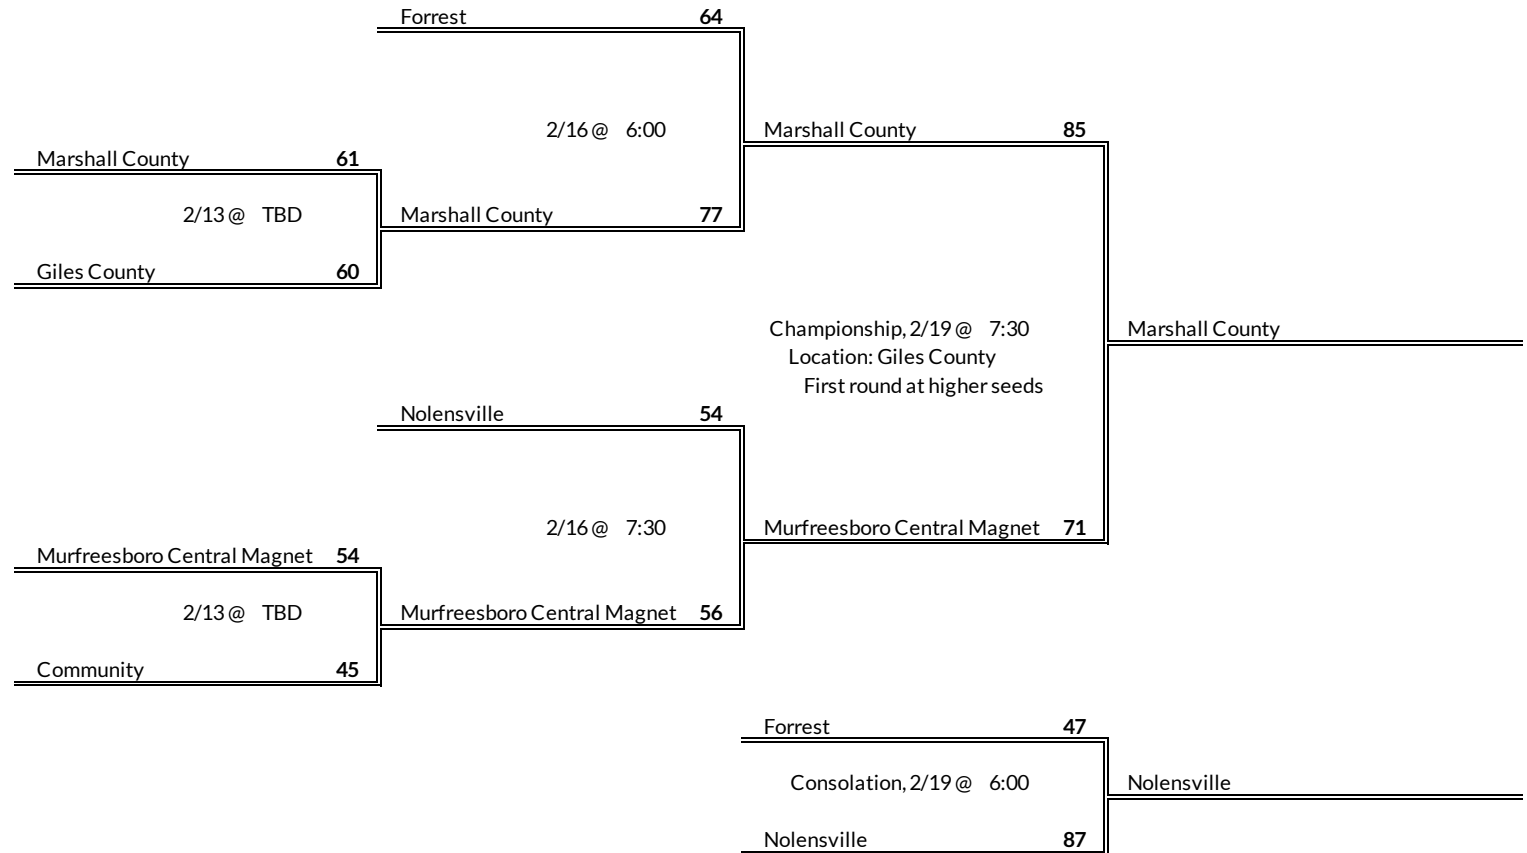 Forrest 64
2/16 @ 6:00
Marshall County 85
Marshall County 61
2/13 @ TBD
Marshall County 77
Giles County 60
Championship, 2/19 @ 7:30
Marshall County
Location: Giles County
First round at higher seeds
Nolensville 54
2/16 @ 7:30
Murfreesboro Central Magnet 71
Murfreesboro Central Magnet 54
2/13 @ TBD
Murfreesboro Central Magnet 56
Community 45
Forrest 47
Consolation, 2/19 @ 6:00
Nolensville
Nolensville 87